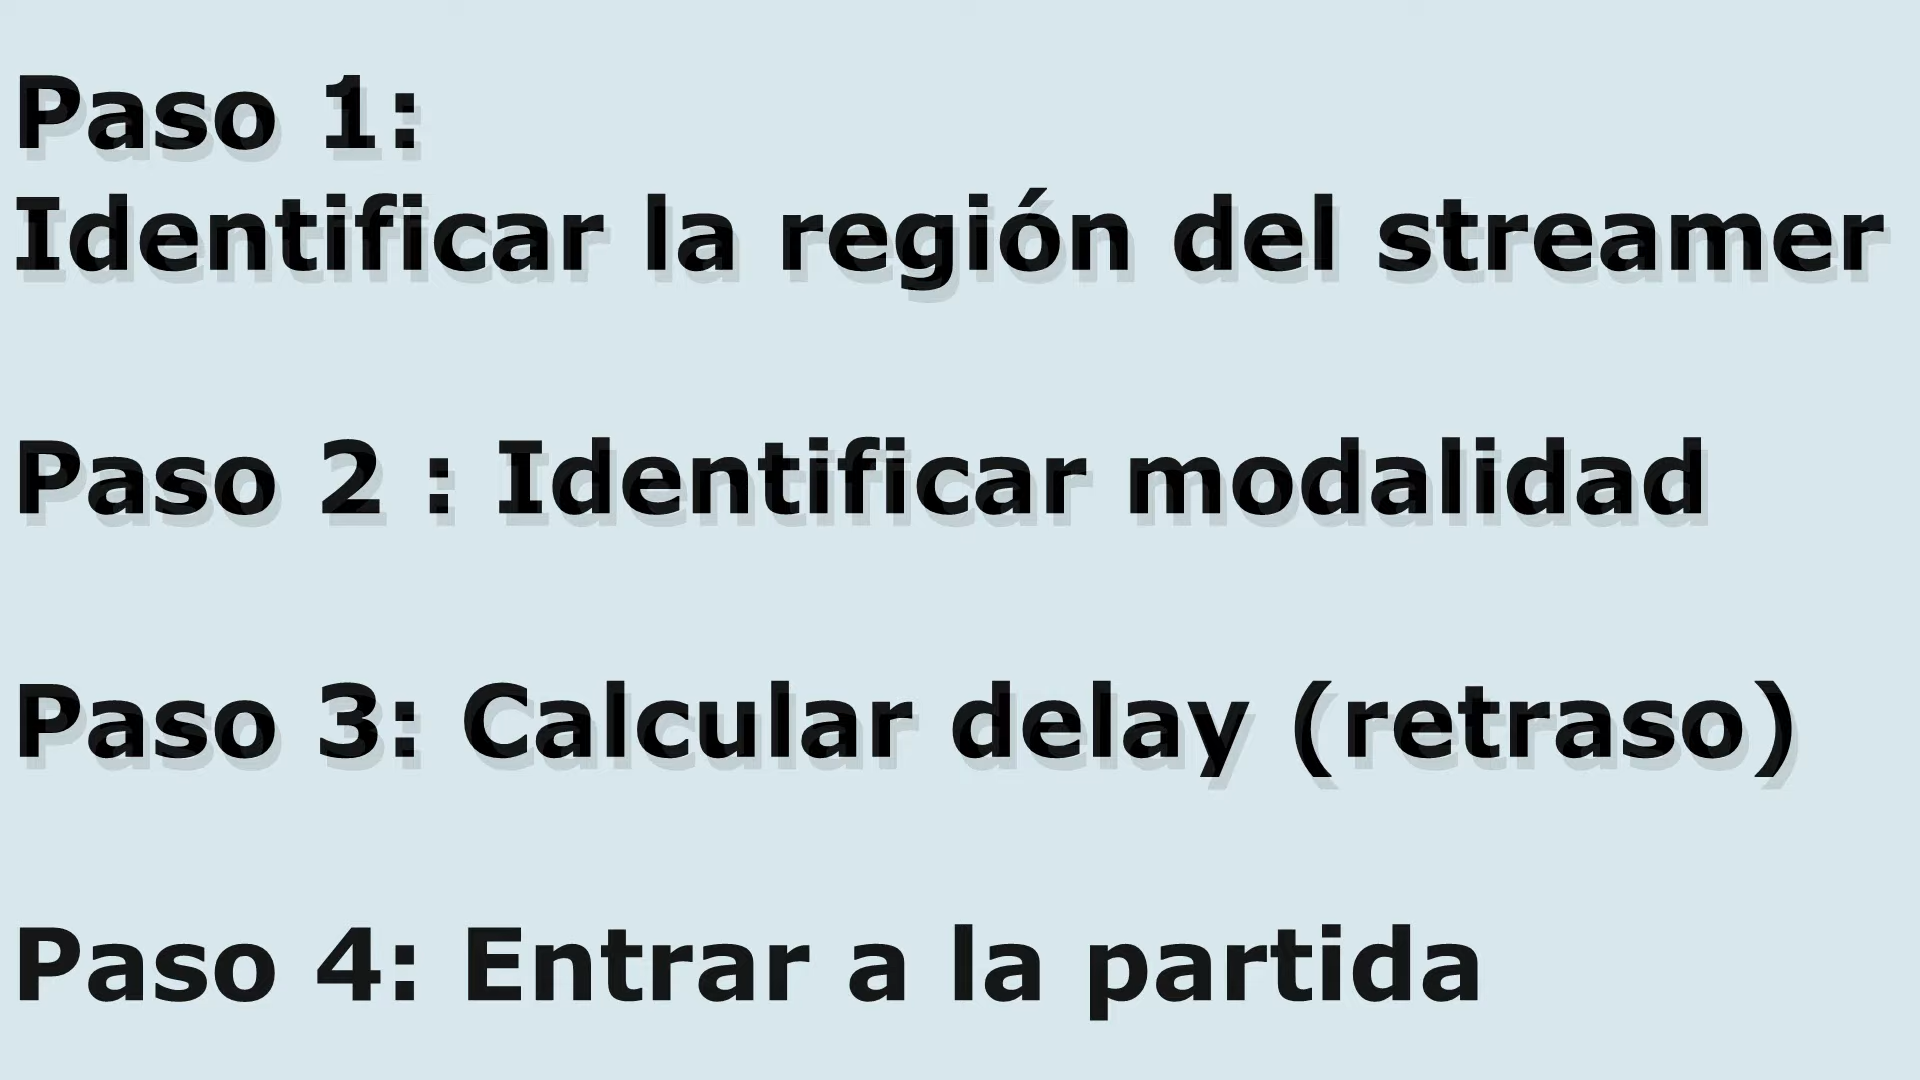 Paso 1:
Identificar la región del streamer
Paso 2 : Identificar modalidad
Paso 3: Calcular delay (retraso)
Paso 4: Entrar a la partida